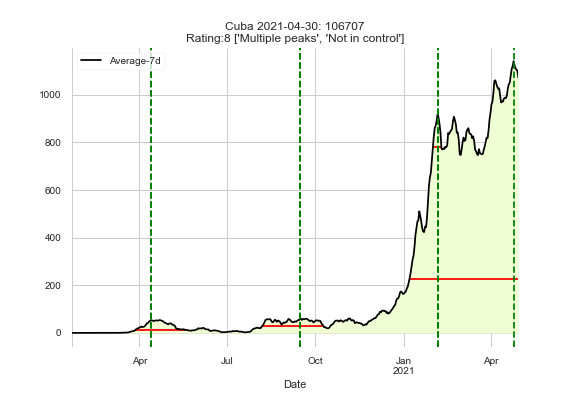 Cuba 2021-04-30: 106707
Rating:8 ['Multiple peaks', 'Not in control']
Average-7d
1000
800
600
400
200
0
Apr
Jul
Oct
Jan
2021
Apr
Date